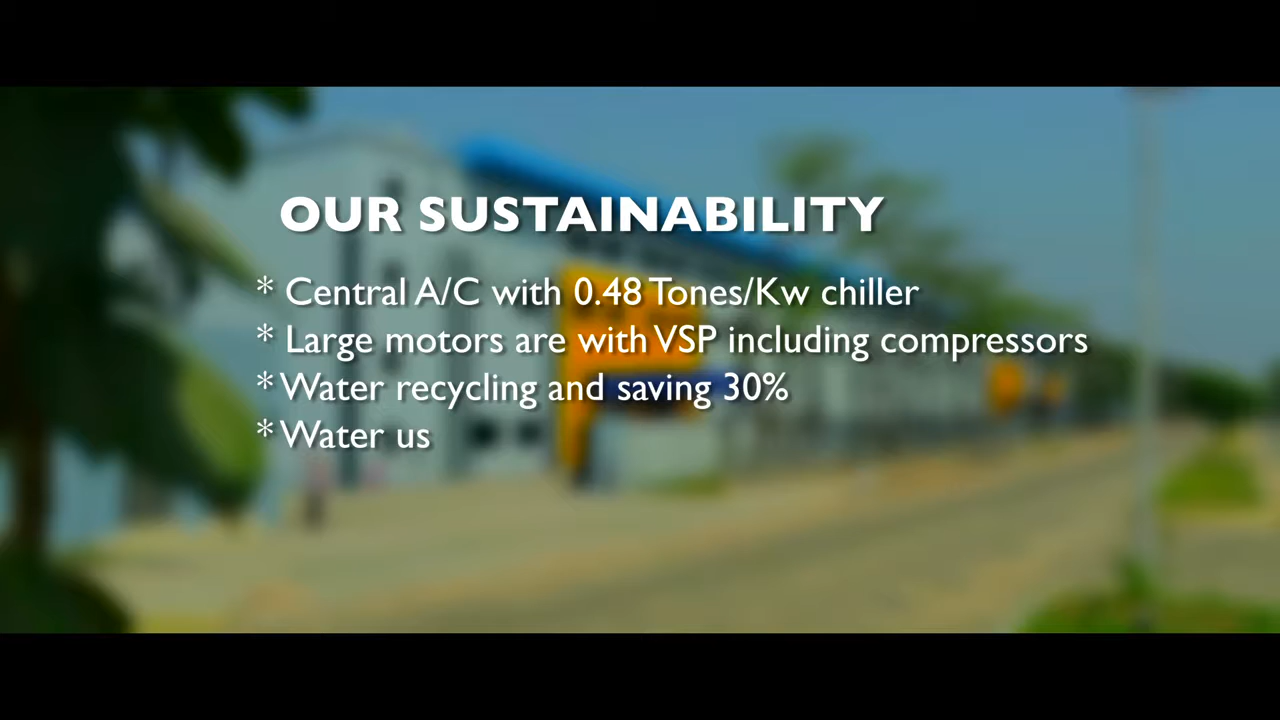 OUR SUSTAINABILITY
* Central A/C with 0.48 Tones/Kw chiller
* Large motors are with VSP including compressors
* Water recycling and saving 30%
* Water us